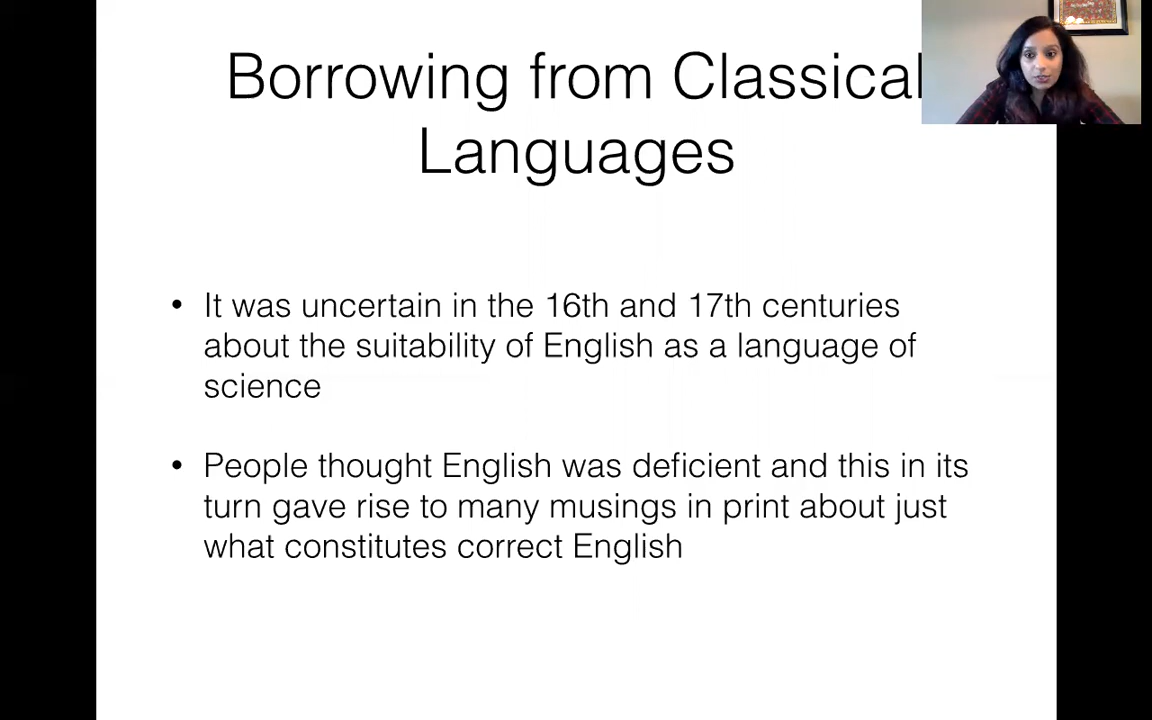 Borrowing from Classical
Languages
• It was uncertain in the 16th and 17th centuries
about the suitability of English as a language of
science
• People thought English was deficient and this in its
turn gave rise to many musings in print about just
what constitutes correct English